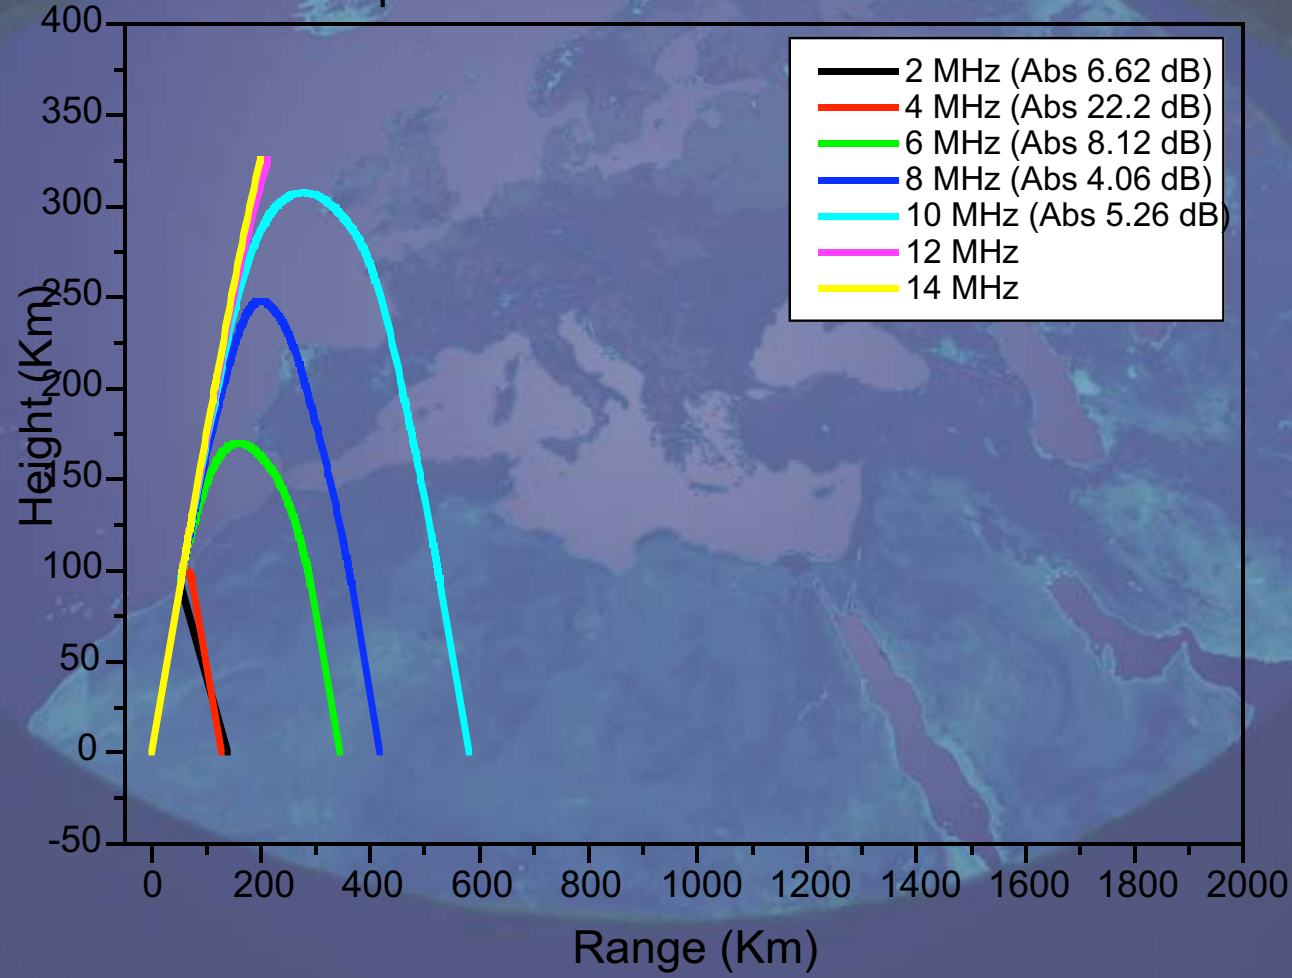 400
350
300
250
200
150
100
50
0
-50
Height (Km)
2 MHz (Abs 6.62 dB)
4 MHz (Abs 22.2 dB)
6 MHz (Abs 8.12 dB)
8 MHz (Abs 4.06 dB)
10 MHz (Abs 5.26 dB)
12 MHz
14 MHz
0 200 400 600 800 1000 1200 1400 1600 1800 2000
Range (Km)